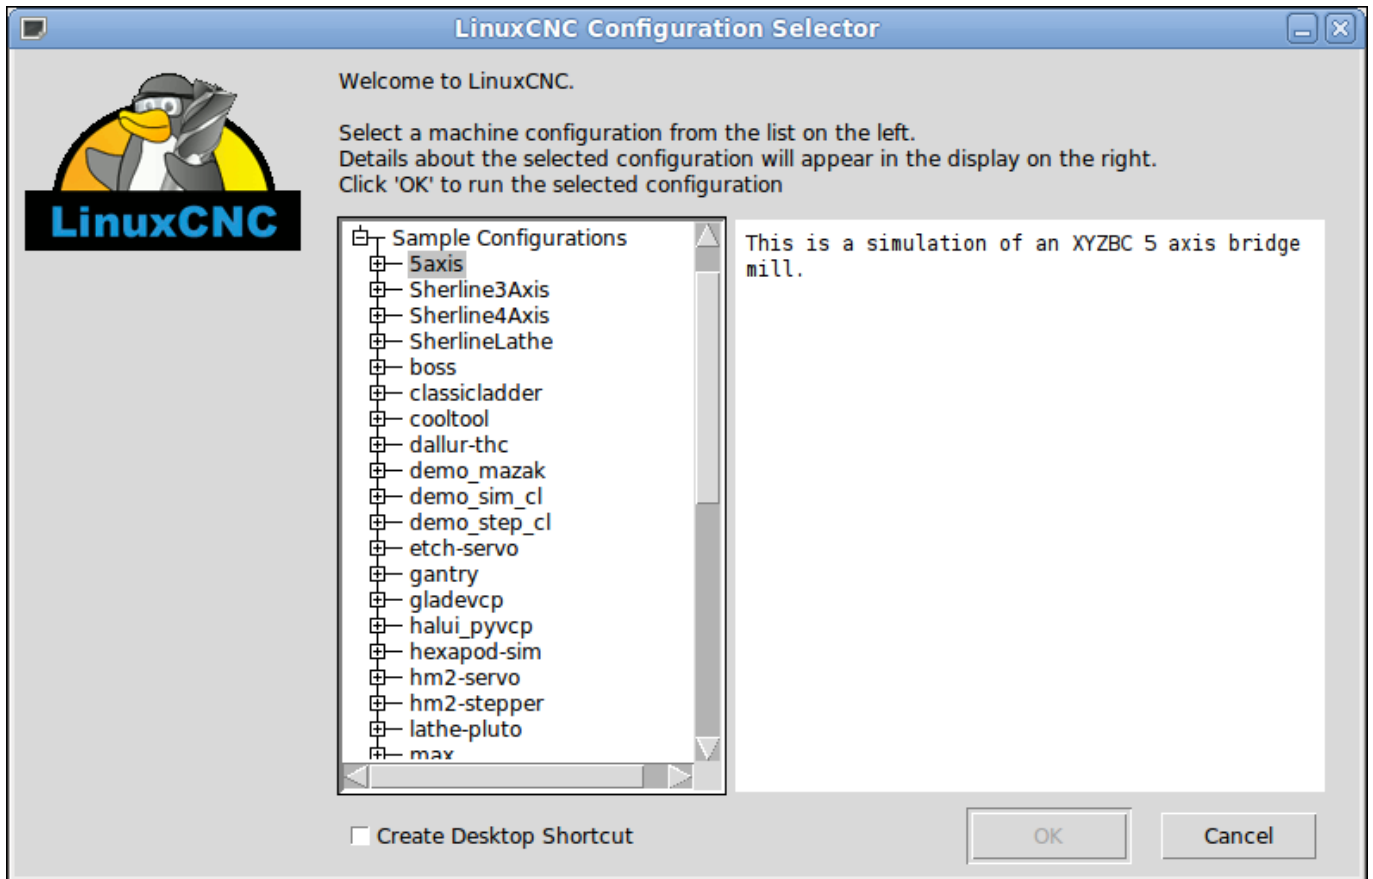 LinuxCNC Configuration Selector
LinuxCNC
Welcome to LinuxCNC.
Select a machine configuration from the list on the left.
Details about the selected configuration will appear in the display on the right.
Click 'OK' to run the selected configuration
Sample Configurations
5axis
Sherline3Axis
Sherline4Axis
SherlineLathe
boss
classicladder
cooltool
dallur-thc
demo_mazak
demo_sim_cl
demo_step_cl
etch-servo
gantry
gladevcp
halui_pyvcp
hexapod-sim
hm2-servo
hm2-stepper
lathe-pluto
max
This is a simulation of an XYZBC 5 axis bridge
mill.
Create Desktop Shortcut
OK
Cancel